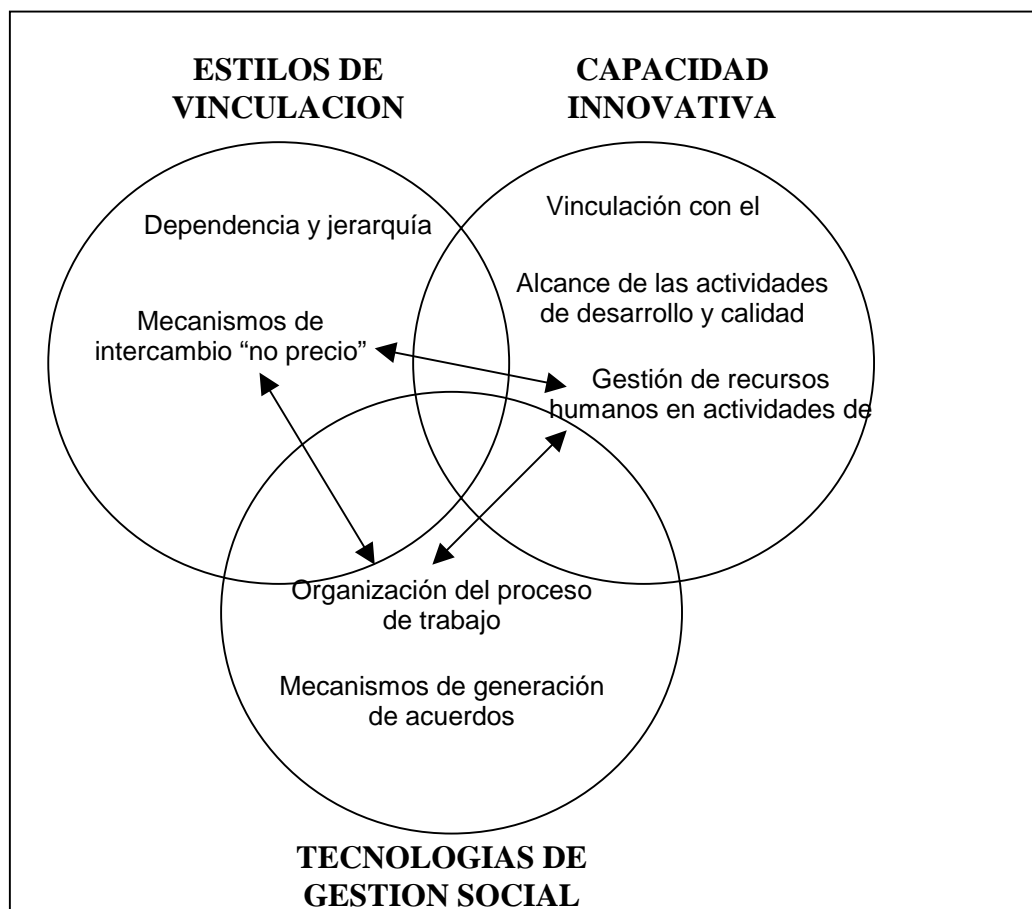 ESTILOS DE
VINCULACION
CAPACIDAD
INNOVATIVA
Dependencia y jerarquía
Mecanismos de
intercambio “no precio”
Vinculación con el
Alcance de las actividades
de desarrollo y calidad
Gestión de recursos
humanos en actividades de
Organización del proceso
de trabajo
Mecanismos de generación
de acuerdos
TECNOLOGIAS DE
GESTION SOCIAL